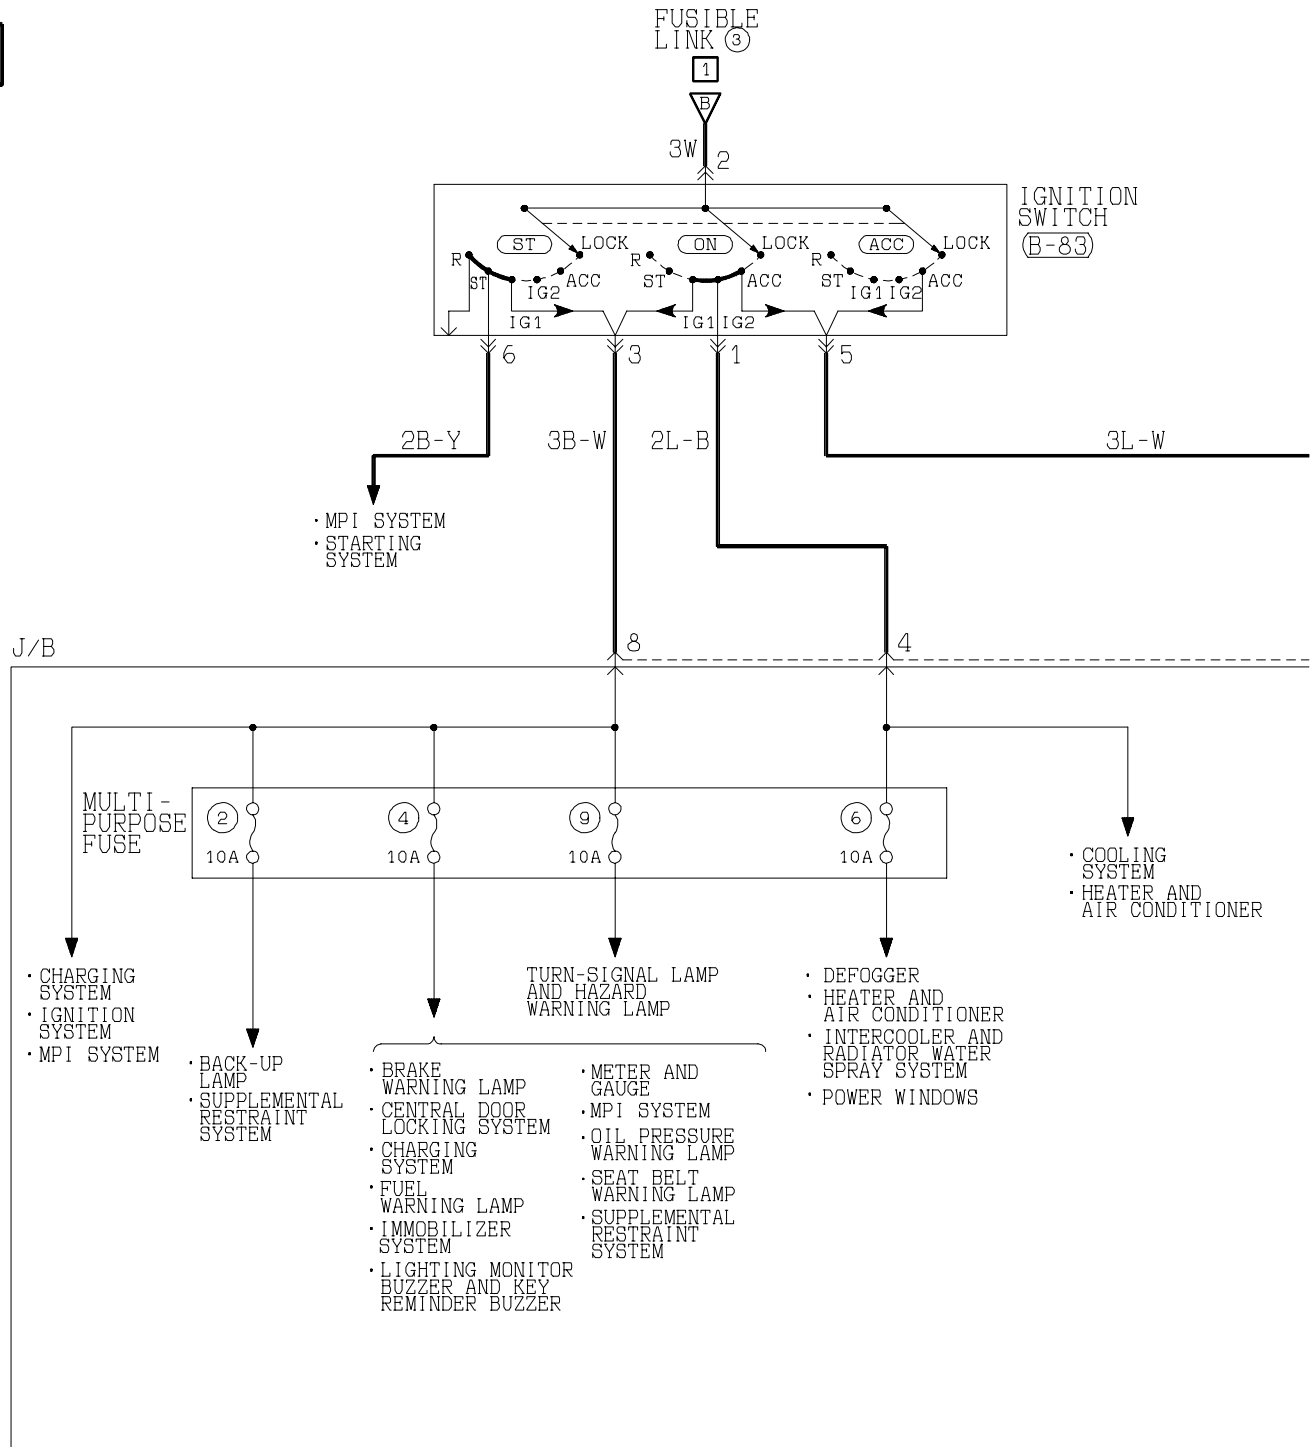 FUSIBLE
LINK ③
1
B
3W
2
IGNITION
SWITCH
B-83
ST
LOCK
R
ST
IG1
IG2
ACC
ON
LOCK
R
ST
IG1
IG2
ACC
ACC
LOCK
R
ST
IG1
IG2
ACC
6
3
1
5
2B-Y
3B-W
2L-B
3L-W
· MPI SYSTEM
· STARTING
SYSTEM
J/B
8
4
MULTI-
PURPOSE
FUSE
②
10A
④
10A
⑨
10A
⑥
10A
· COOLING
SYSTEM
· HEATER AND
AIR CONDITIONER
· CHARGING
SYSTEM
· IGNITION
SYSTEM
· MPI SYSTEM
· BACK-UP
LAMP
· SUPPLEMENTAL
RESTRAINT
SYSTEM
· BRAKE
WARNING LAMP
· CENTRAL DOOR
LOCKING SYSTEM
· CHARGING
SYSTEM
· FUEL
WARNING LAMP
· IMMOBILIZER
SYSTEM
· LIGHTING MONITOR
BUZZER AND KEY
REMINDER BUZZER
· METER AND
GAUGE
· MPI SYSTEM
· OIL PRESSURE
WARNING LAMP
· SEAT BELT
WARNING LAMP
· SUPPLEMENTAL
RESTRAINT
SYSTEM
TURN-SIGNAL LAMP
AND HAZARD
WARNING LAMP
· DEFOGGER
· HEATER AND
AIR CONDITIONER
· INTERCOOLER AND
RADIATOR WATER
SPRAY SYSTEM
· POWER WINDOWS